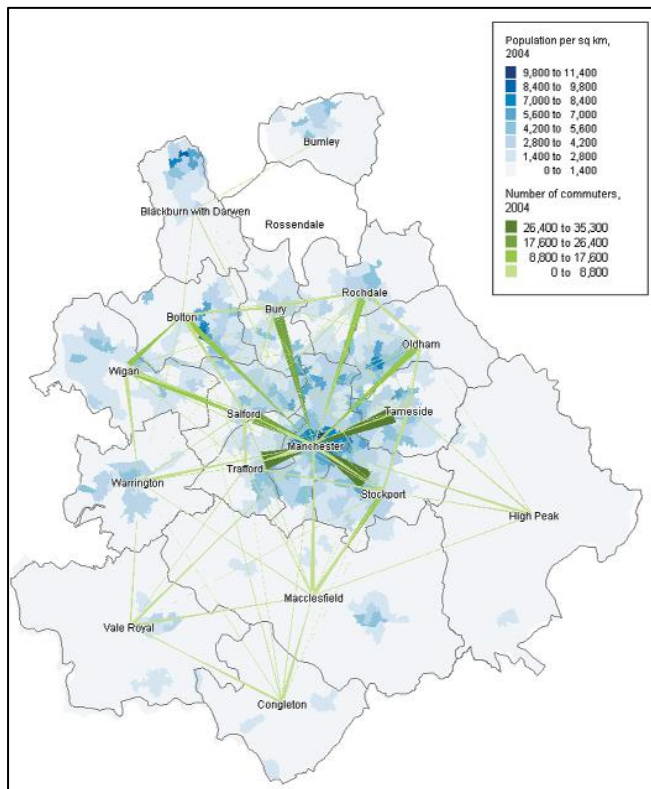 Population per sq km,
2004
9,800 to 11,400
8,400 to 9,800
7,000 to 8,400
5,600 to 7,000
4,200 to 5,600
2,800 to 4,200
1,400 to 2,800
0 to 1,400
Number of commuters,
2004
26,400 to 35,300
17,600 to 26,400
8,800 to 17,600
0 to 8,800
Burnley
Blackburn with Darwen
Rossendale
Rochdale
Bury
Bolton
Oldham
Wigan
Salford
Tameside
Manchester
Trafford
Warrington
Stockport
High Peak
Macclesfield
Vale Royal
Congleton